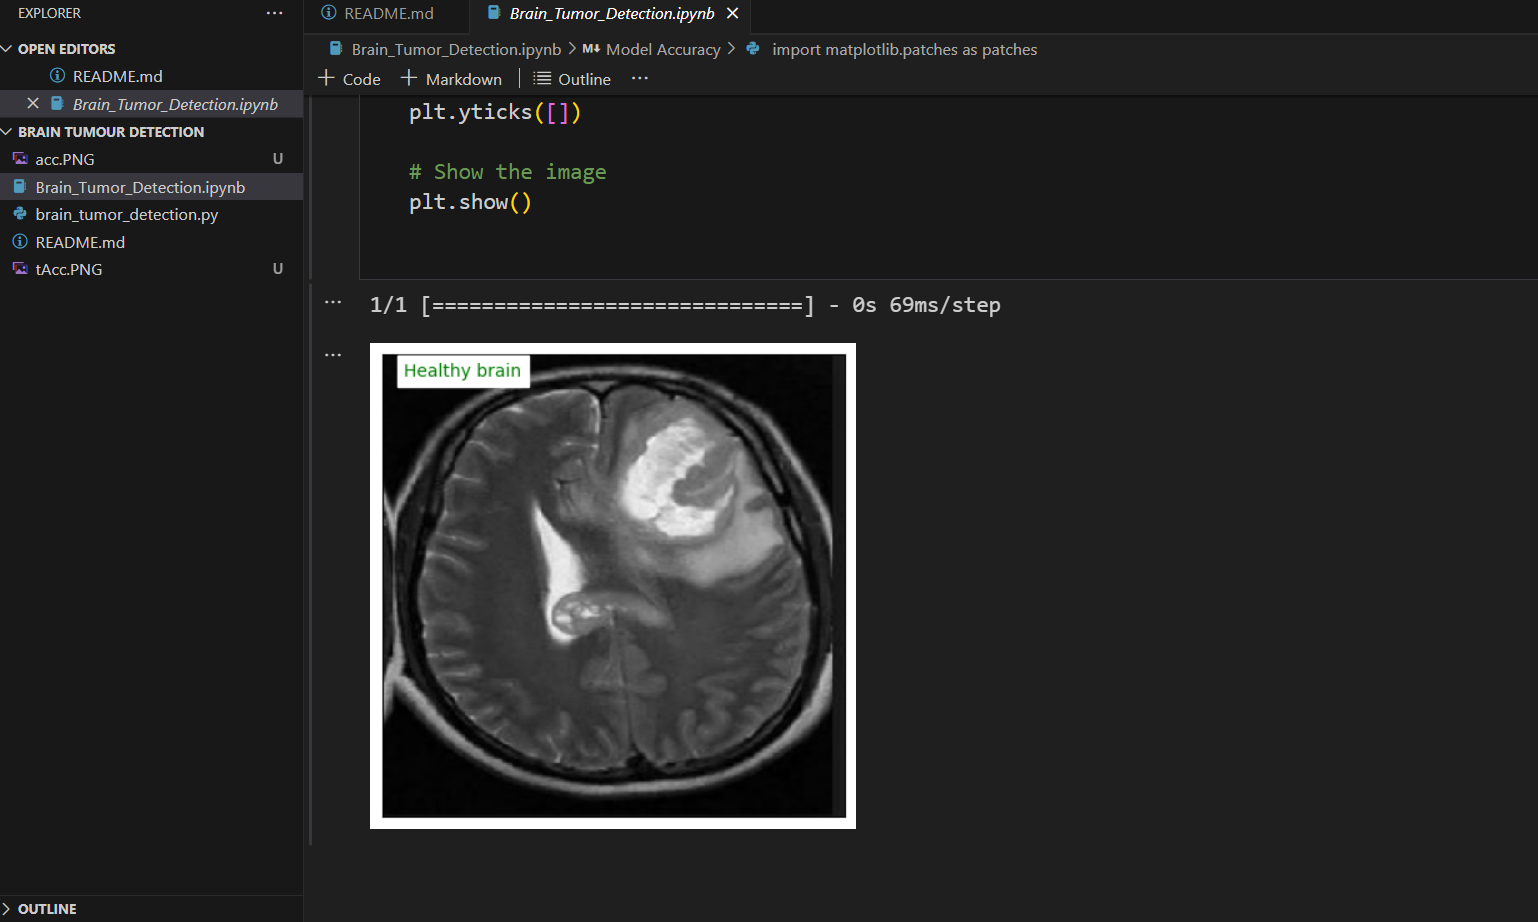 EXPLORER
OPEN EDITORS
README.md
Brain_Tumor_Detection.ipynb
BRAIN TUMOUR DETECTION
acc.PNG U
Brain_Tumor_Detection.ipynb
brain_tumor_detection.py
README.md
tAcc.PNG U
OUTLINE
README.md Brain_Tumor_Detection.ipynb
Brain_Tumor_Detection.ipynb > M↓ Model Accuracy > import matplotlib.patches as patches
+ Code + Markdown | Outline ...
plt.yticks([])
# Show the image
plt.show()
1/1 [==============================] - 0s 69ms/step
Healthy brain